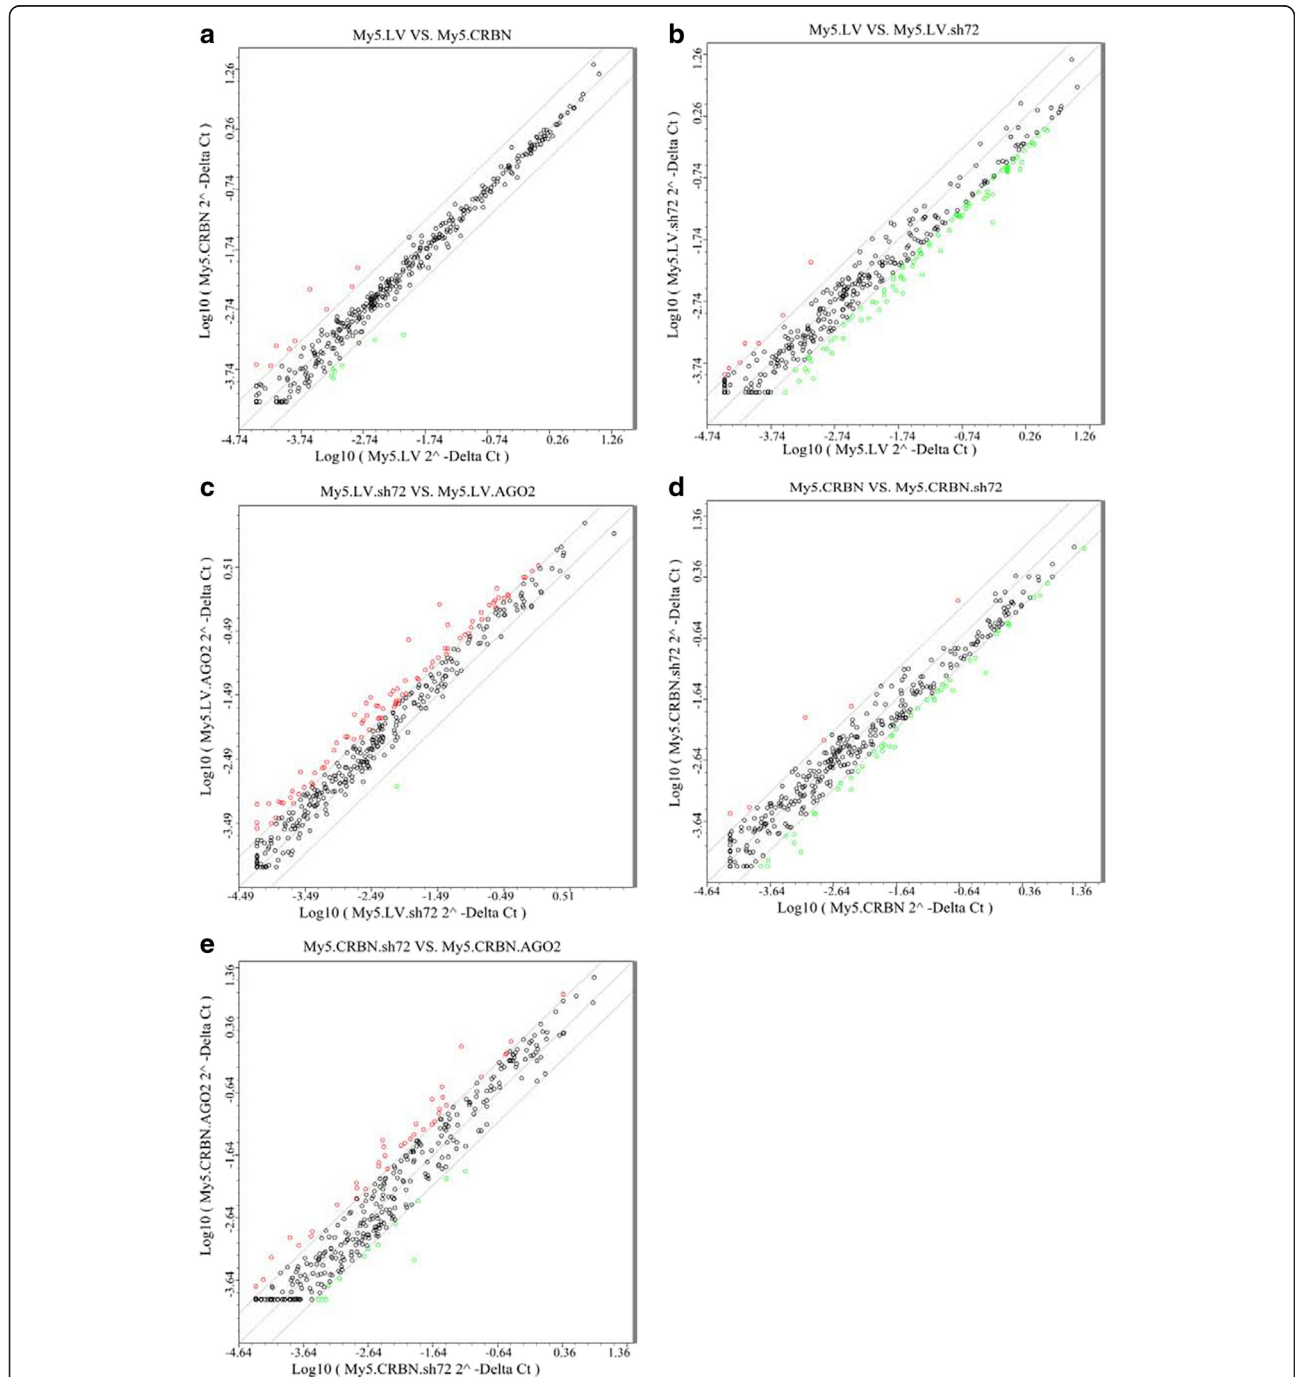 a
My5.LV VS. My5.CRBN
Log10 ( My5.CRBN 2^ -Delta Ct )
1.26
0.26
-0.74
-1.74
-2.74
-3.74
-4.74 -3.74 -2.74 -1.74 -0.74 0.26 1.26
Log10 ( My5.LV 2^ -Delta Ct )
b
My5.LV VS. My5.LV.sh72
Log10 ( My5.LV.sh72 2^ -Delta Ct )
1.26
0.26
-0.74
-1.74
-2.74
-3.74
-4.74 -3.74 -2.74 -1.74 -0.74 0.26 1.26
Log10 ( My5.LV 2^ -Delta Ct )
c
My5.LV.sh72 VS. My5.LV.AGO2
Log10 ( My5.LV.AGO2 2^ -Delta Ct )
0.51
-0.49
-1.49
-2.49
-3.49
-4.49 -3.49 -2.49 -1.49 -0.49 0.51
Log10 ( My5.LV.sh72 2^ -Delta Ct )
d
My5.CRBN VS. My5.CRBN.sh72
Log10 ( My5.CRBN.sh72 2^ -Delta Ct )
1.36
0.36
-0.64
-1.64
-2.64
-3.64
-4.64 -3.64 -2.64 -1.64 -0.64 0.36 1.36
Log10 ( My5.CRBN 2^ -Delta Ct )
e
My5.CRBN.sh72 VS. My5.CRBN.AGO2
Log10 ( My5.CRBN.AGO2 2^ -Delta Ct )
1.36
0.36
-0.64
-1.64
-2.64
-3.64
-4.64 -3.64 -2.64 -1.64 -0.64 0.36 1.36
Log10 ( My5.CRBN.sh72 2^ -Delta Ct )